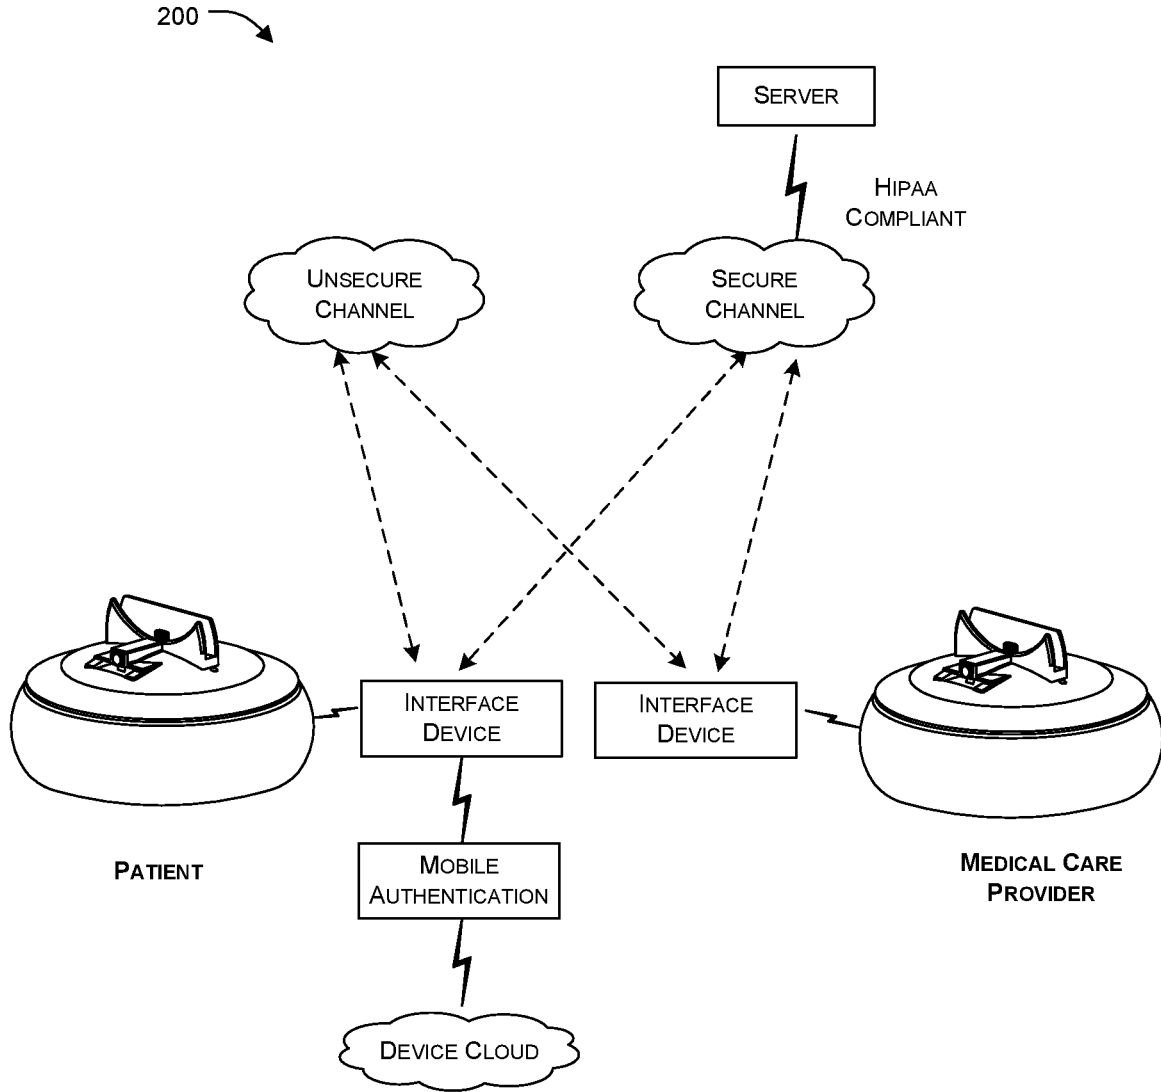 200
SERVER
HIPAA
COMPLIANT
UNSECURE
CHANNEL
SECURE
CHANNEL
INTERFACE
DEVICE
INTERFACE
DEVICE
PATIENT
MOBILE
AUTHENTICATION
MEDICAL CARE
PROVIDER
DEVICE CLOUD